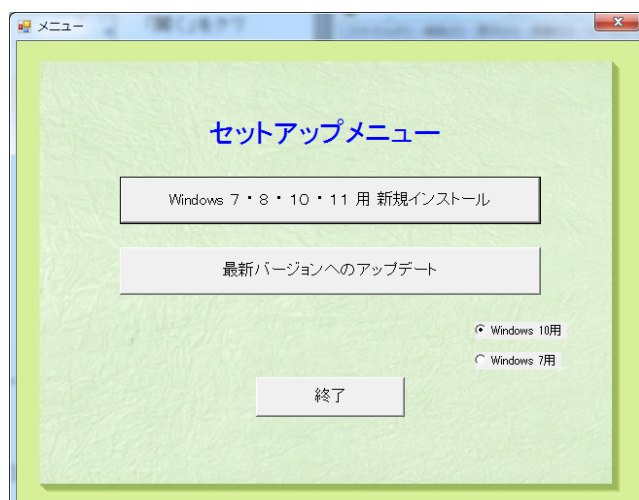 メニュー
セットアップメニュー
Windows 7・8・10・11 用 新規インストール
最新バージョンへのアップデート
Windows 10用
Windows 7用
終了